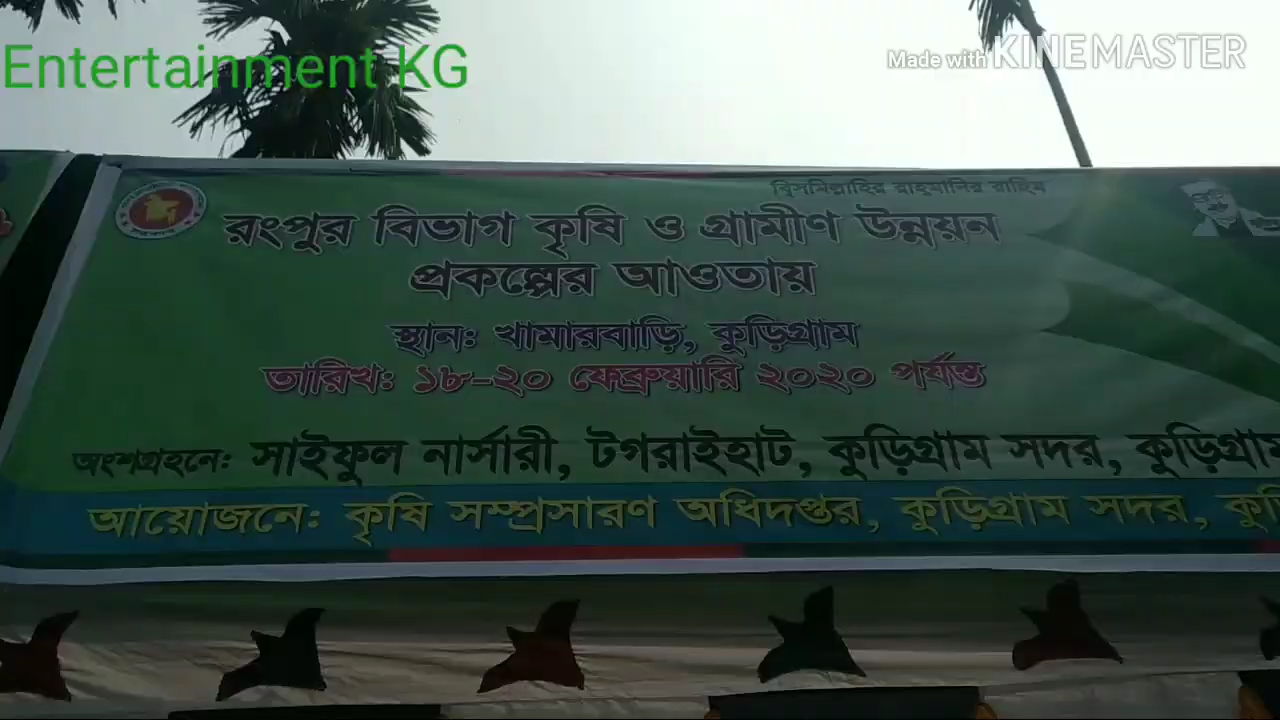 Entertainment KG
Made with KINEMASTER
বিসমিল্লাহির রাহমানির রাহিম
রংপুর বিভাগ কৃষি ও গ্রামীণ উন্নয়ন
প্রকল্পের আওতায়
স্থান: খামারবাড়ি, কুড়িগ্রাম
তারিখ: ১৮-২০ ফেব্রুয়ারি ২০২০ পর্যন্ত
অংশগ্রহনে: সাইফুল নার্সারী, টগরাইহাট, কুড়িগ্রাম সদর, কুড়িগ্রাম
আয়োজনে: কৃষি সম্প্রসারণ অধিদপ্তর, কুড়িগ্রাম সদর,